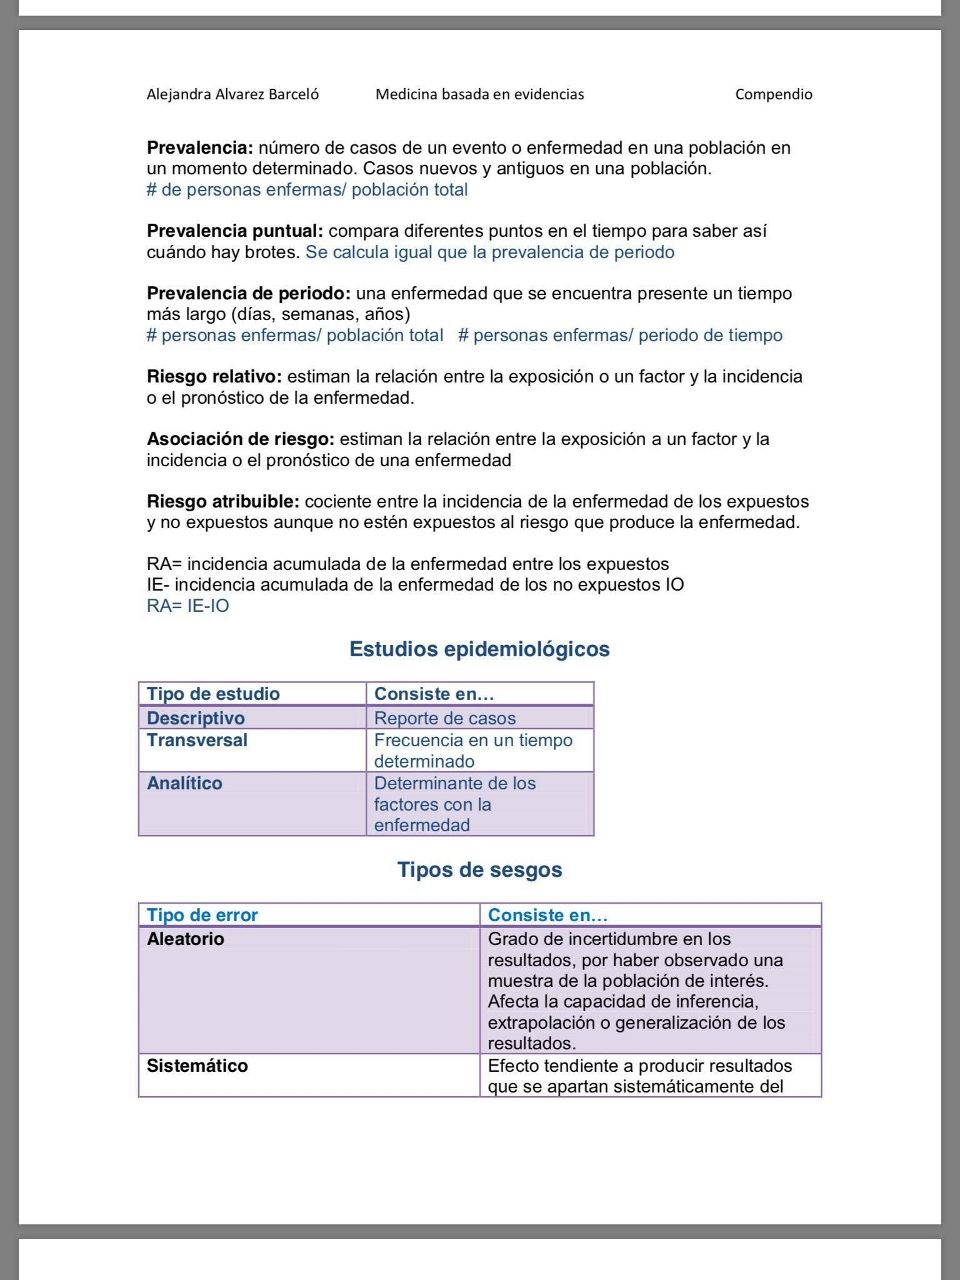 Alejandra Alvarez Barceló Medicina basada en evidencias Compendio
Prevalencia: número de casos de un evento o enfermedad en una población en
un momento determinado. Casos nuevos y antiguos en una población.
# de personas enfermas/ población total
Prevalencia puntual: compara diferentes puntos en el tiempo para saber así
cuándo hay brotes. Se calcula igual que la prevalencia de periodo
Prevalencia de periodo: una enfermedad que se encuentra presente un tiempo
más largo (días, semanas, años)
# personas enfermas/ población total # personas enfermas/ periodo de tiempo
Riesgo relativo: estiman la relación entre la exposición o un factor y la incidencia
o el pronóstico de la enfermedad.
Asociación de riesgo: estiman la relación entre la exposición a un factor y la
incidencia o el pronóstico de una enfermedad
Riesgo atribuible: cociente entre la incidencia de la enfermedad de los expuestos
y no expuestos aunque no estén expuestos al riesgo que produce la enfermedad.
RA= incidencia acumulada de la enfermedad entre los expuestos
IE- incidencia acumulada de la enfermedad de los no expuestos IO
RA= IE-IO
Estudios epidemiológicos
Tipo de estudio Consiste en…
Descriptivo Reporte de casos
Transversal Frecuencia en un tiempo
determinado
Analítico Determinante de los
factores con la
enfermedad
Tipos de sesgos
Tipo de error Consiste en…
Aleatorio Grado de incertidumbre en los
resultados, por haber observado una
muestra de la población de interés.
Afecta la capacidad de inferencia,
extrapolación o generalización de los
resultados.
Sistemático Efecto tendiente a producir resultados
que se apartan sistemáticamente del